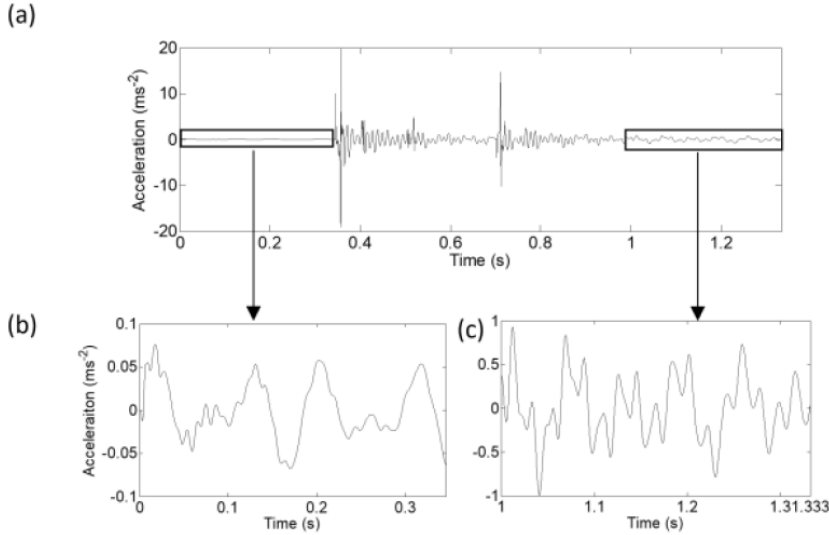 (a)
20
10
0
-10
-20
Acceleration (ms-2)
0 0.2 0.4 0.6 0.8 1 1.2
Time (s)
(b)
0.1
0.05
0
-0.05
-0.1
Acceleraiton (ms-2)
0 0.1 0.2 0.3
Time (s)
(c)
1
0.5
0
-0.5
-1
1 1.1 1.2 1.31.333
Time (s)